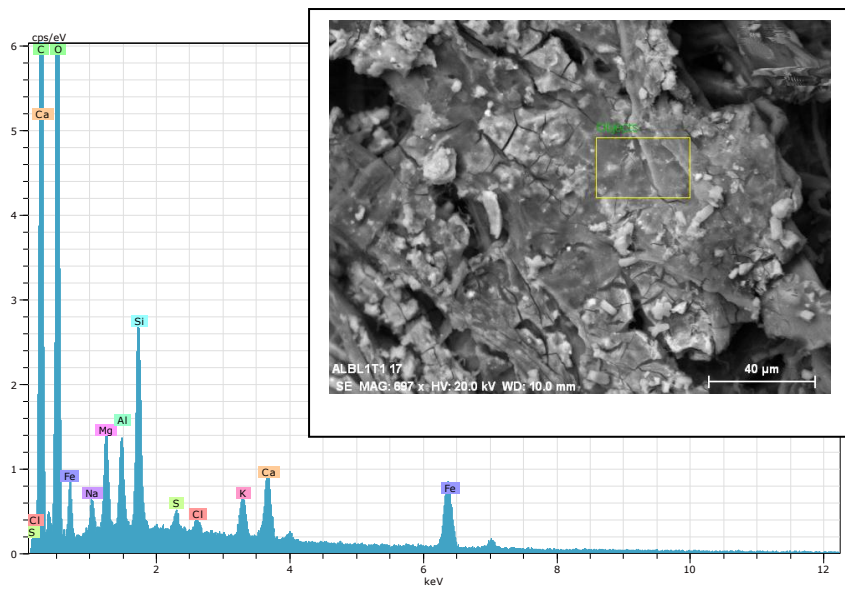 cps/eV
6
C O
Ca
5
4
3
Si
2
Al
Mg
1
Fe
Na
S
Cl
K
Ca
Fe
Cl
S
0
2 4 6 8 10 12
keV
ALBL1T1 17
SE MAG: 697 x HV: 20.0 kV WD: 10.0 mm
40 µm